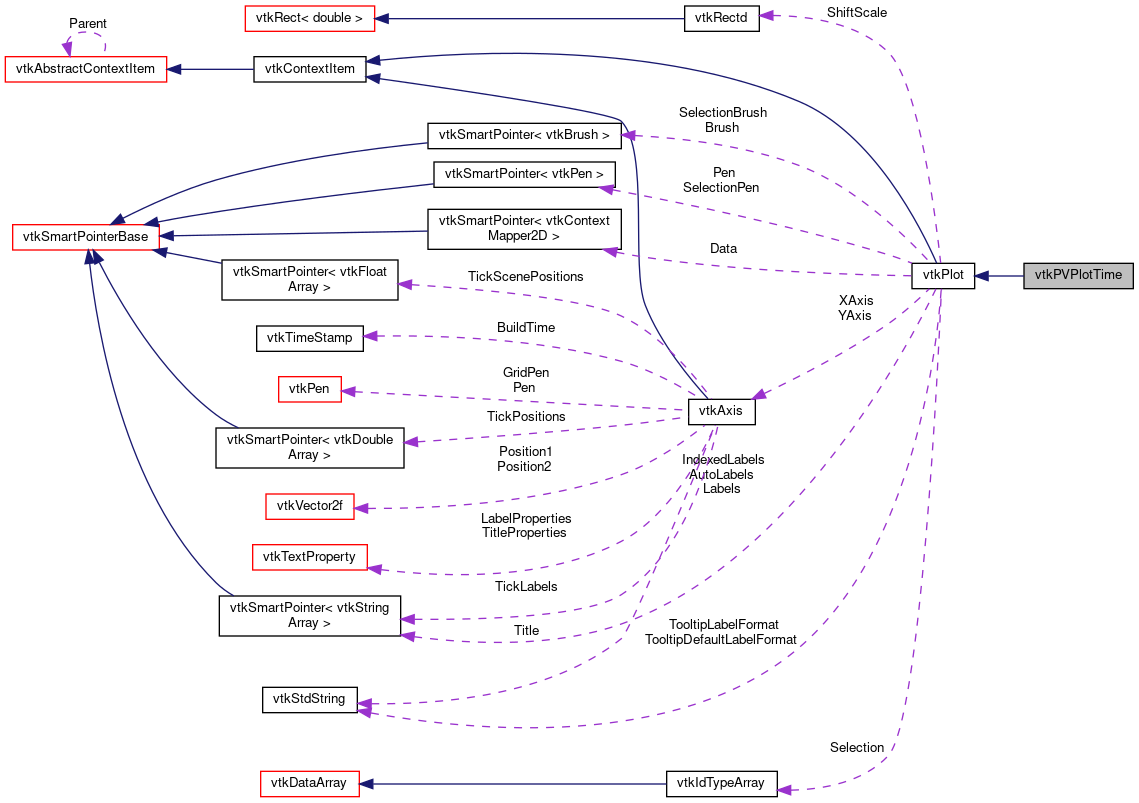 Parent
vtkRect< double >
vtkRectd
ShiftScale
vtkAbstractContextItem
vtkContextItem
SelectionBrush
Brush
vtkSmartPointer< vtkBrush >
Pen
SelectionPen
vtkSmartPointer< vtkPen >
vtkSmartPointer< vtkContext
Mapper2D >
vtkSmartPointerBase
Data
vtkSmartPointer< vtkFloat
Array >
TickScenePositions
vtkPlot
vtkPVPlotTime
XAxis
YAxis
vtkTimeStamp
BuildTime
GridPen
Pen
vtkPen
vtkAxis
TickPositions
vtkSmartPointer< vtkDouble
Array >
Position1
Position2
IndexedLabels
AutoLabels
Labels
vtkVector2f
LabelProperties
TitleProperties
vtkTextProperty
TickLabels
vtkSmartPointer< vtkString
Array >
Title
TooltipLabelFormat
TooltipDefaultLabelFormat
vtkStdString
Selection
vtkDataArray
vtkIdTypeArray